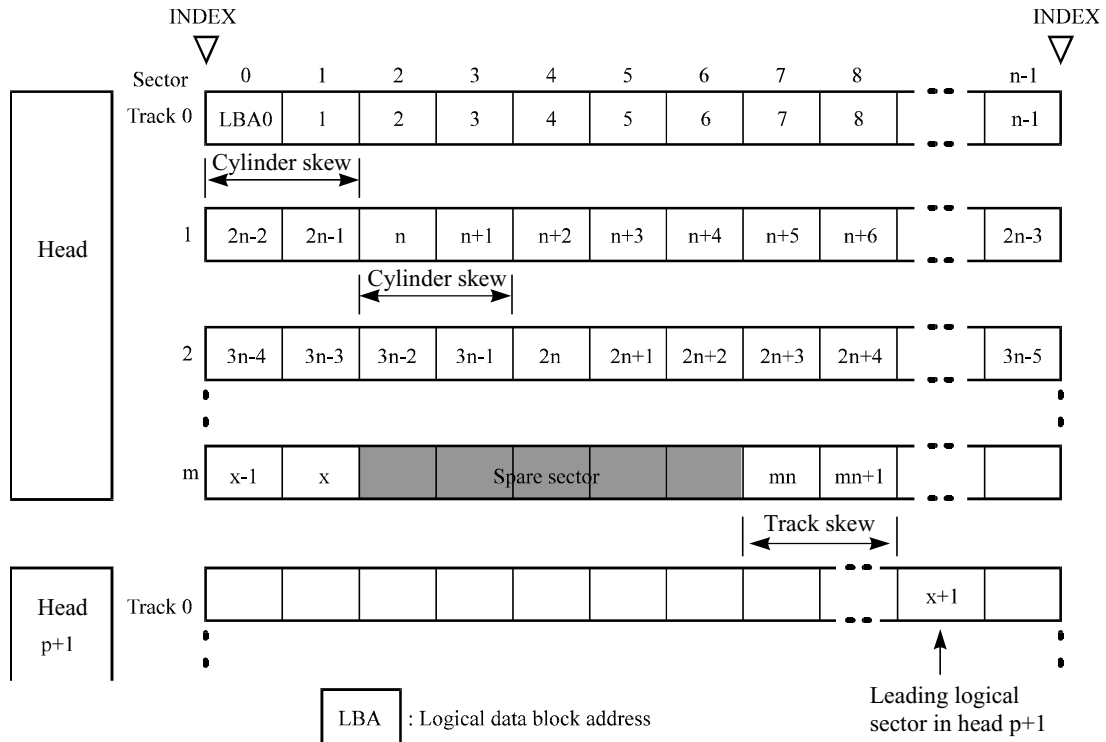 INDEX INDEX
Sector 0 1 2 3 4 5 6 7 8 n-1
Track 0 LBA0 1 2 3 4 5 6 7 8 n-1
Cylinder skew
Head
1 2n-2 2n-1 n n+1 n+2 n+3 n+4 n+5 n+6 2n-3
Cylinder skew
2 3n-4 3n-3 3n-2 3n-1 2n 2n+1 2n+2 2n+3 2n+4 3n-5
m x-1 x Spare sector mn mn+1
Track skew
Head
p+1
Track 0 x+1
Leading logical
sector in head p+1
LBA : Logical data block address